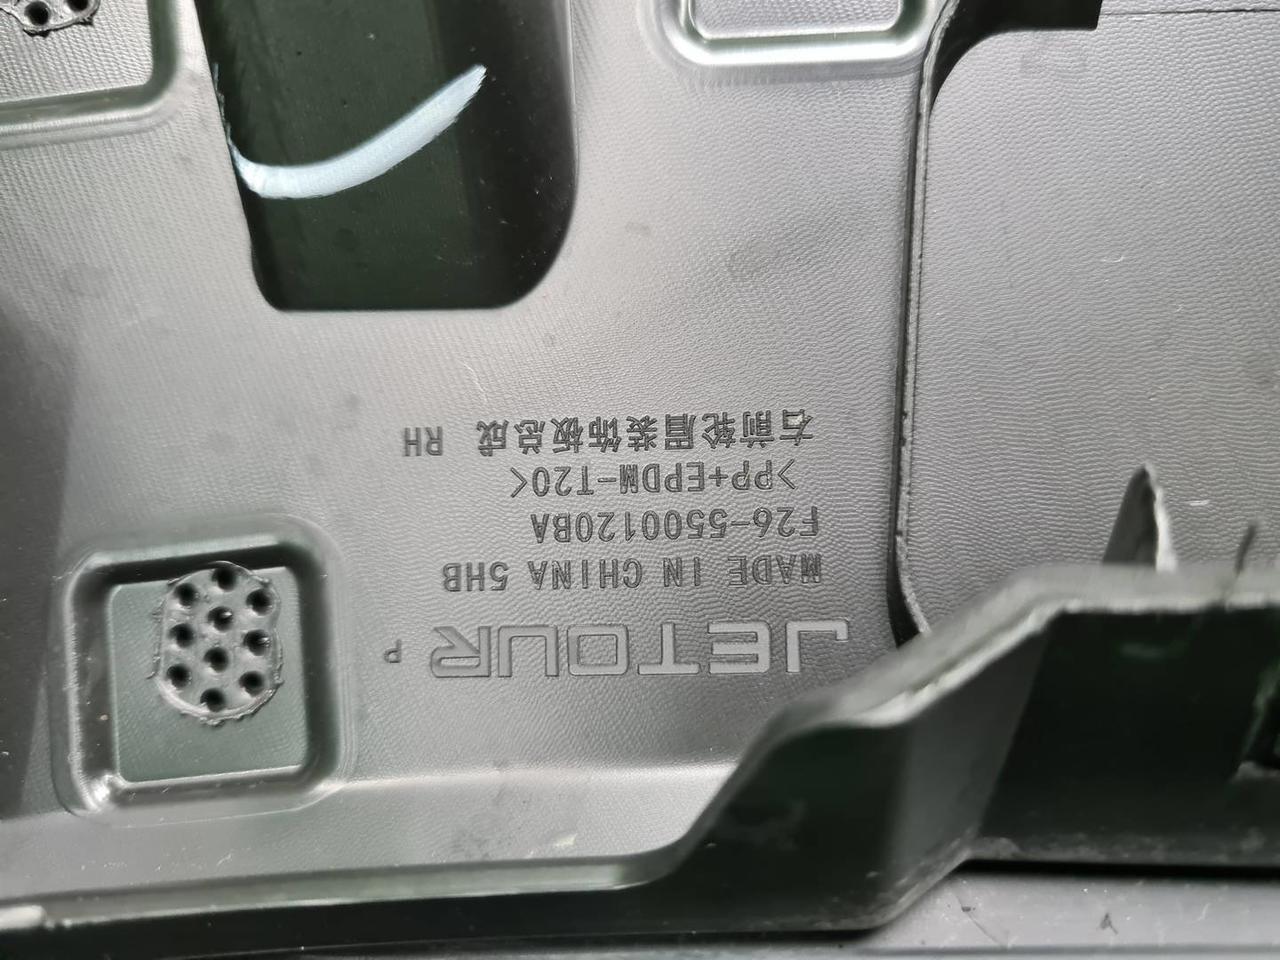 JETOUR P
MADE IN CHINA 5HB
F26-5500120BA
>PP+EPDM-T20<
右前轮眉装饰板总成 RH